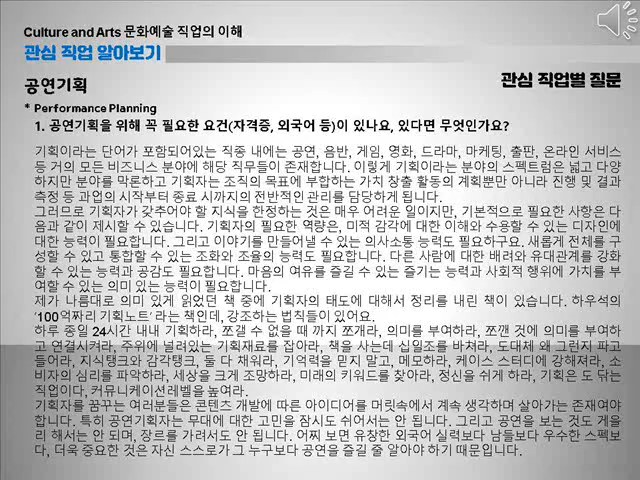 Culture and Arts 문화예술 직업의 이해
관심 직업 알아보기
관심 직업별 질문
공연기획
* Performance Planning
1. 공연기획을 위해 꼭 필요한 요건(자격증, 외국어 등)이 있나요, 있다면 무엇인가요?
기획이라는 단어가 포함되어있는 직종 내에는 공연, 음반, 게임, 영화, 드라마, 마케팅, 출판, 온라인 서비스
등 거의 모든 비즈니스 분야에 해당 직무들이 존재합니다. 이렇게 기획이라는 분야의 스펙트럼은 넓고 다양
하지만 분야를 막론하고 기획자는 조직의 목표에 부합하는 가치 창출 활동의 계획뿐만 아니라 진행 및 결과
측정 등 과업의 시작부터 종료 시까지의 전반적인 관리를 담당하게 됩니다.
그러므로 기획자가 갖추어야 할 지식을 한정하는 것은 매우 어려운 일이지만, 기본적으로 필요한 사항은 다
음과 같이 제시할 수 있습니다. 기획자의 필요한 역량은, 미적 감각에 대한 이해와 수용할 수 있는 디자인에
대한 능력이 필요합니다. 그리고 이야기를 만들어낼 수 있는 의사소통 능력도 필요하구요. 새롭게 전체를 구
성할 수 있고 통합할 수 있는 조화와 조율의 능력도 필요합니다. 다른 사람에 대한 배려와 유대관계를 강화
할 수 있는 능력과 공감도 필요합니다. 마음의 여유를 즐길 수 있는 즐기는 능력과 사회적 행위에 가치를 부
여할 수 있는 의미 있는 능력이 필요합니다.
제가 나름대로 의미 있게 읽었던 책 중에 기획자의 태도에 대해서 정리를 내린 책이 있습니다. 하우석의
'100억짜리 기획노트' 라는 책인데, 강조하는 법칙들이 있어요.
하루 종일 24시간 내내 기획하라, 쪼갤 수 없을 때 까지 쪼개라, 의미를 부여하라, 쪼갠 것에 의미를 부여하
고 연결시켜라, 주위에 널려있는 기획재료를 잡아라, 책을 사는데 십일조를 바쳐라, 도대체 왜 그런지 파고
들어라, 지식탱크와 감각탱크, 둘 다 채워라, 기억력을 믿지 말고, 메모하라, 케이스 스터디에 강해져라, 소
비자의 심리를 파악하라, 세상을 크게 조망하라, 미래의 키워드를 찾아라, 정신을 쉬게 하라, 기획은 도 닦는
직업이다, 커뮤니케이션레벨을 높여라.
기획자를 꿈꾸는 여러분들은 콘텐츠 개발에 따른 아이디어를 머릿속에서 계속 생각하며 살아가는 존재여야
합니다. 특히 공연기획자는 무대에 대한 고민을 잠시도 쉬어서는 안 됩니다. 그리고 공연을 보는 것도 게을
리 해서는 안 되며, 장르를 가려서도 안 됩니다. 어찌 보면 유창한 외국어 실력보다 남들보다 우수한 스펙보
다, 더욱 중요한 것은 자신 스스로가 그 누구보다 공연을 즐길 줄 알아야 하기 때문입니다.